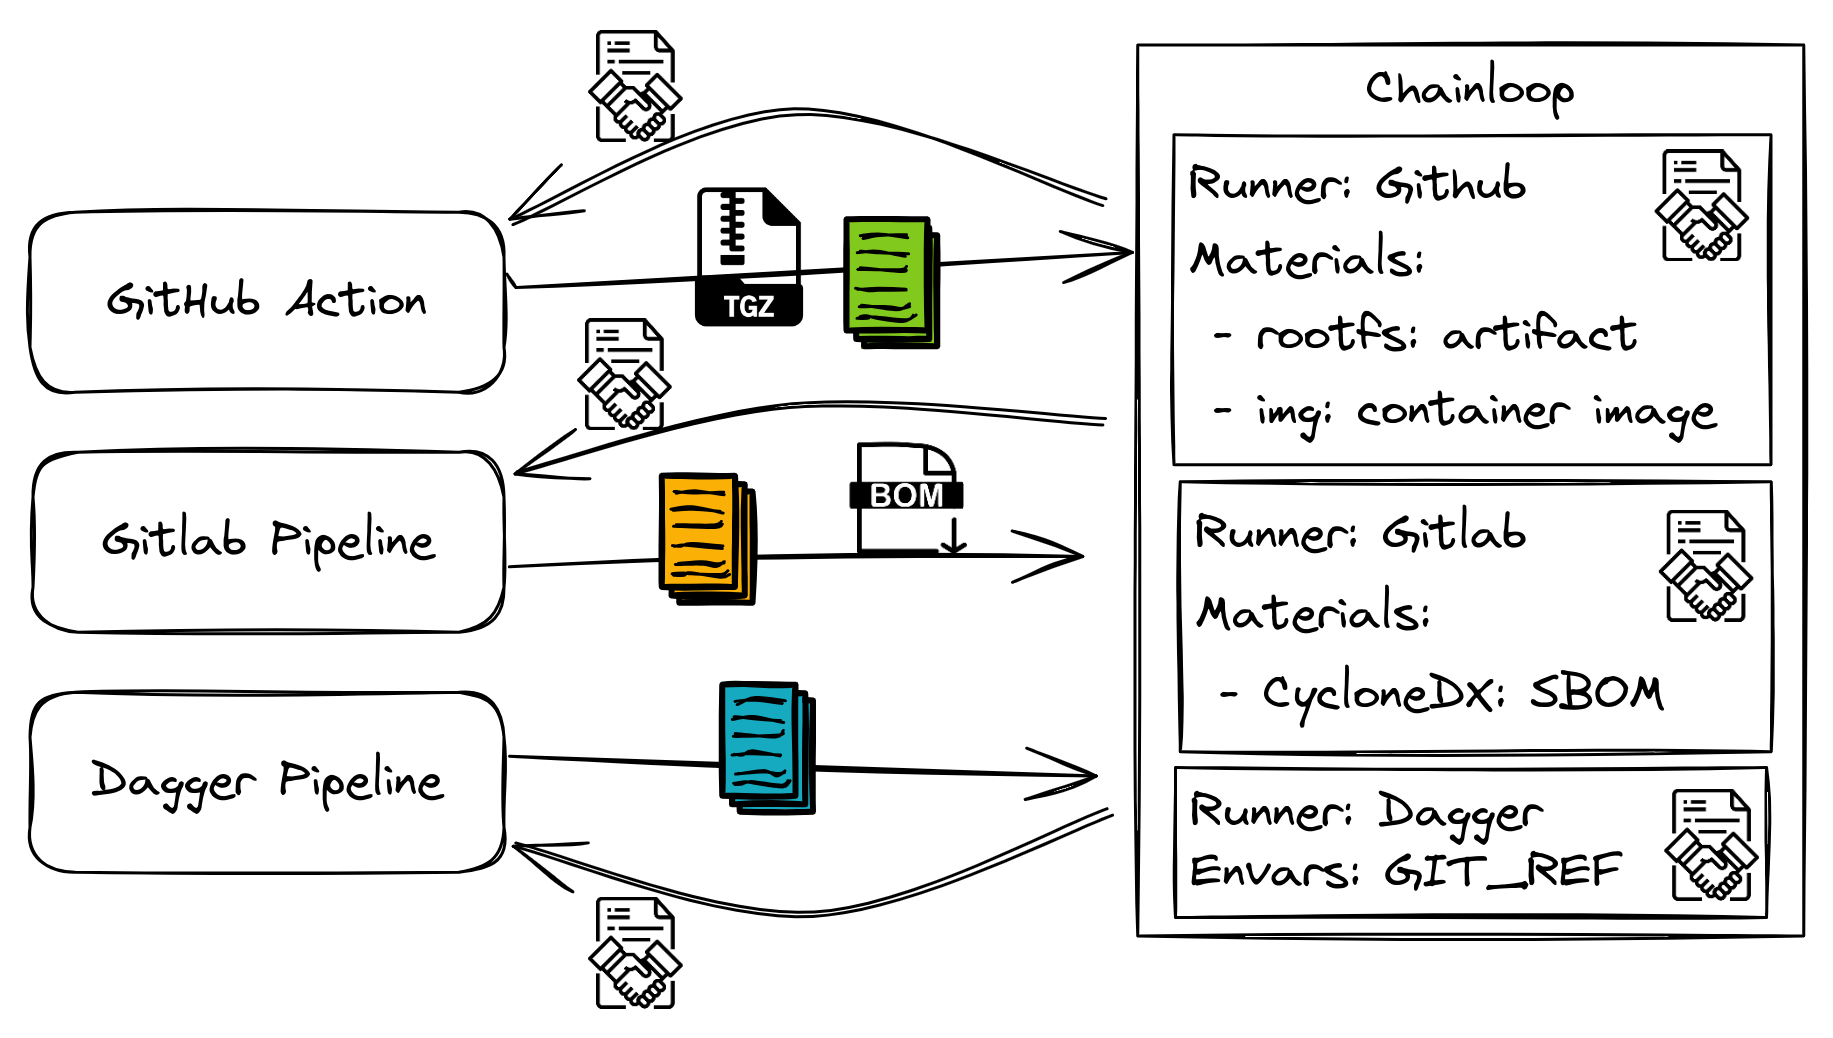 Chainloop
Runner: Github
Materials:
- rootfs: artifact
- img: container image
GitHub Action
TGZ
Gitlab Pipeline
BOM
Runner: Gitlab
Materials:
- CycloneDX: SBOM
Dagger Pipeline
Runner: Dagger
Envars: GIT_REF